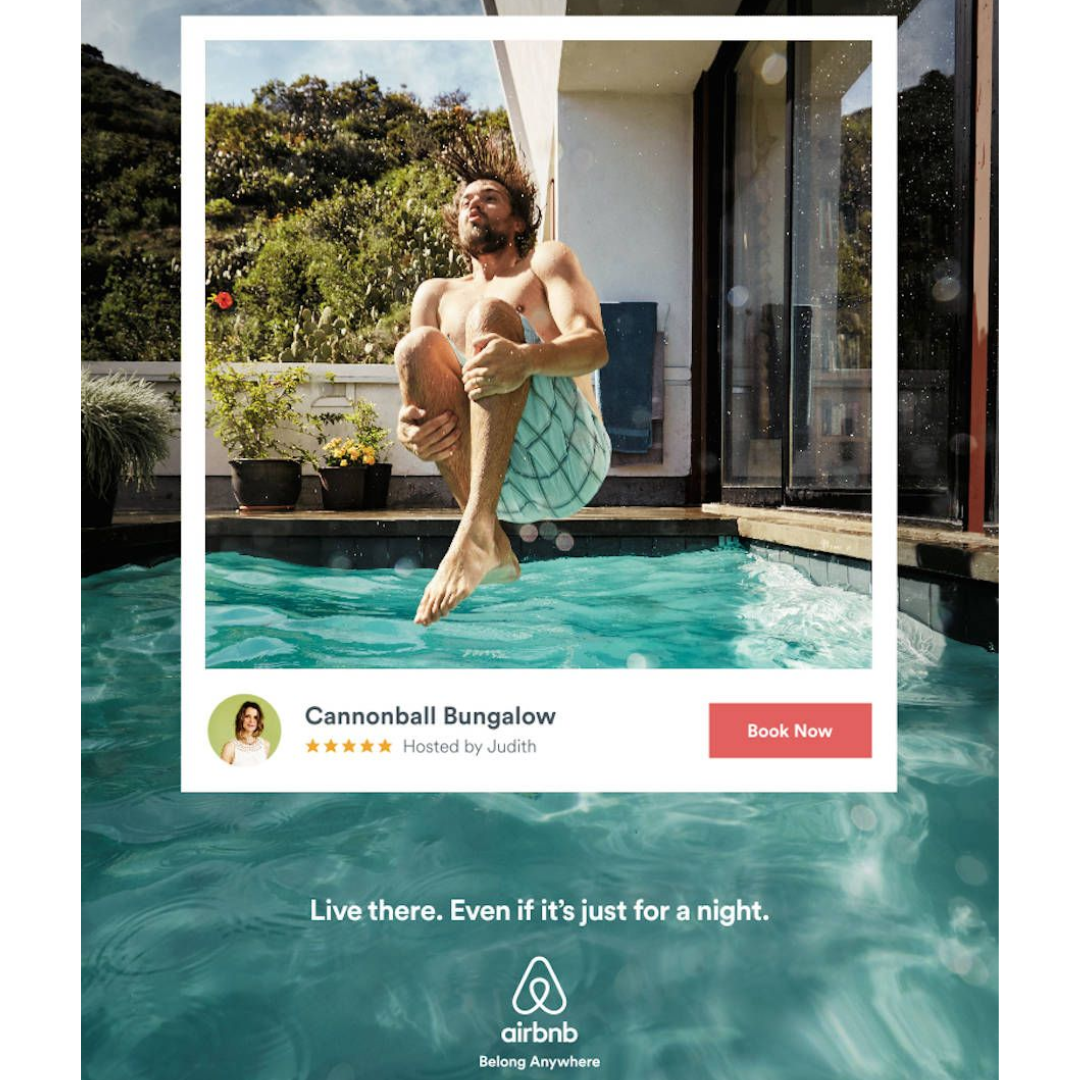 Cannonball Bungalow
Hosted by Judith
Book Now
Live there. Even if it's just for a night.
airbnb
Belong Anywhere